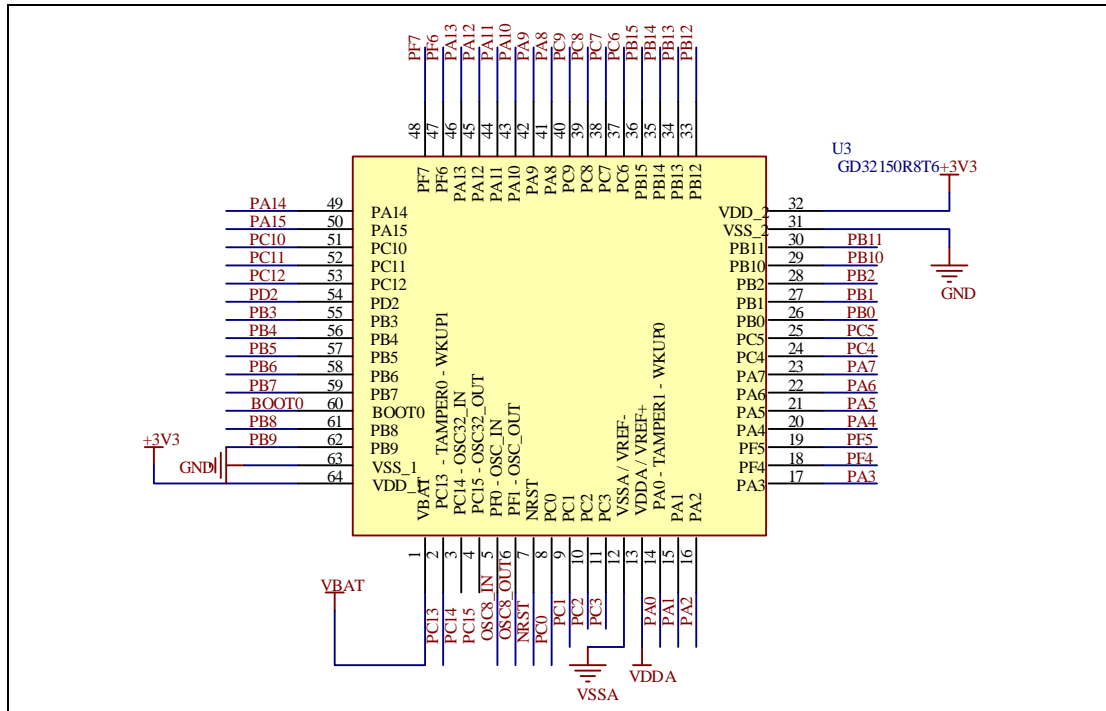 PF7 PF6 PA13 PA12 PA11 PA10 PA9 PA8 PC9 PC8 PC7 PC6 PB15 PB14 PB13 PB12
48 47 46 45 44 43 42 41 40 39 38 37 36 35 34 33
PF7 PF6 PA13 PA12 PA11 PA10 PA9 PA8 PC9 PC8 PC7 PC6 PB15 PB14 PB13 PB12
U3
GD32150R8T6
+3V3
PA14 49 PA14
PA15 50 PA15
PC10 51 PC10
PC11 52 PC11
PC12 53 PC12
PD2 54 PD2
PB3 55 PB3
PB4 56 PB4
PB5 57 PB5
PB6 58 PB6
PB7 59 PB7
BOOT0 60 BOOT0
PB8 61 PB8
PB9 62 PB9
+3V3
GND 63 VSS_1
64 VDD_1
VDD_2 32
VSS_2 31
PB11 30 PB11
PB10 29 PB10
PB2 28 PB2
PB1 27 PB1
PB0 26 PB0
PC5 25 PC5
PC4 24 PC4
PA7 23 PA7
PA6 22 PA6
PA5 21 PA5
PA4 20 PA4
PF5 19 PF5
PF4 18 PF4
PA3 17 PA3
GND
VBAT
PC13 - TAMPER0 - WKUP1
PC14 - OSC32_IN
PC15 - OSC32_OUT
PF0 - OSC_IN
PF1 - OSC_OUT
NRST
PC0
PC1
PC2
PC3
VSSA / VREF-
VDDA / VREF+
PA0 - TAMPER1 - WKUP0
PA1
PA2
1 2 3 4 5 6 7 8 9 10 11 12 13 14 15 16
VBAT
PC13 PC14 PC15 OSC8_IN OSC8_OUT NRST PC0 PC1 PC2 PC3 PA0 PA1 PA2
VSSA
VDDA